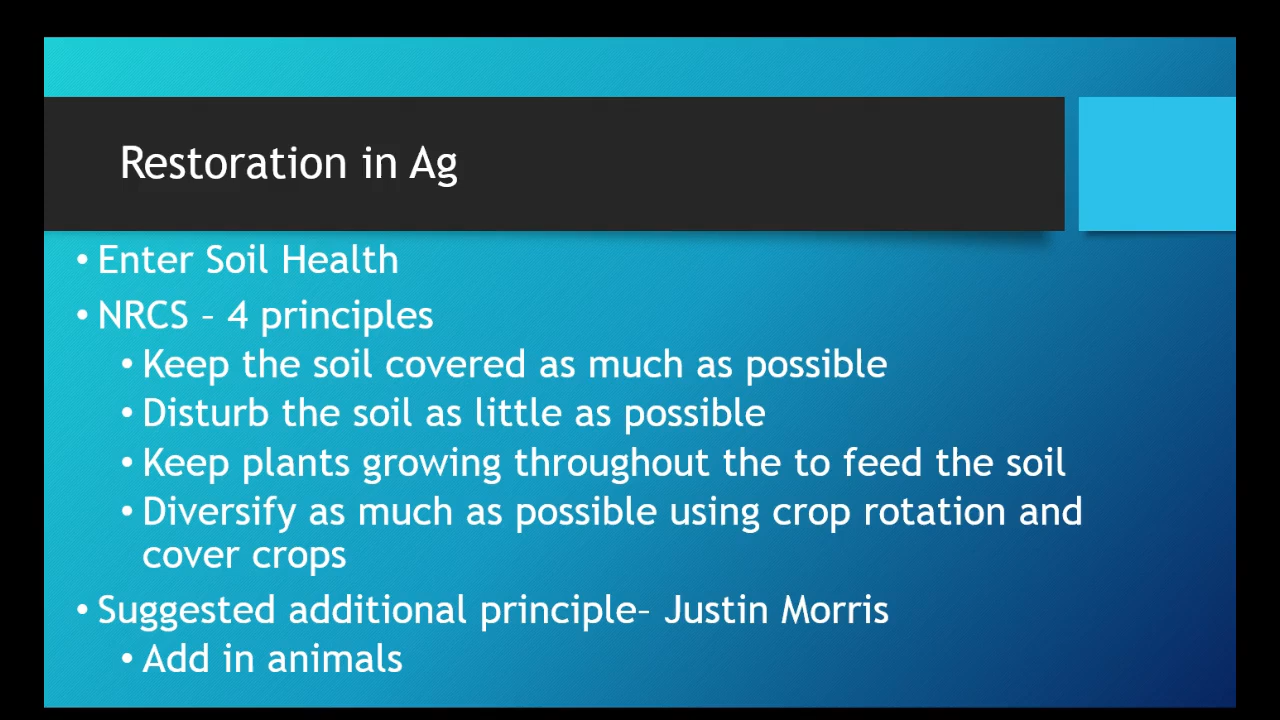 Restoration in Ag
• Enter Soil Health
• NRCS – 4 principles
• Keep the soil covered as much as possible
• Disturb the soil as little as possible
• Keep plants growing throughout the to feed the soil
• Diversify as much as possible using crop rotation and
cover crops
• Suggested additional principle– Justin Morris
• Add in animals